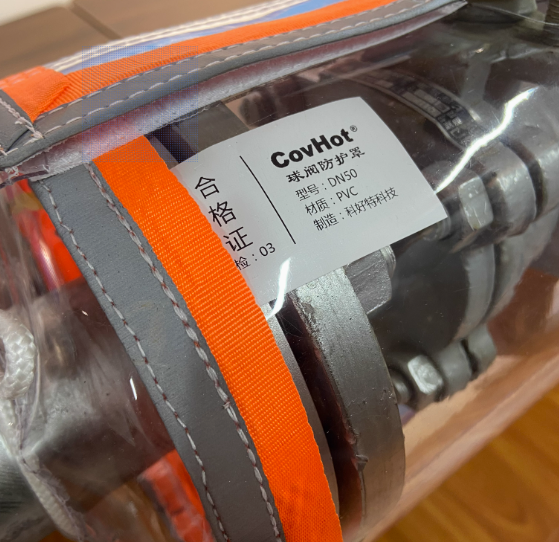 合格证
检：03
CovHot®
球阀防护罩
型号：DN50
材质：PVC
制造：科好特科技